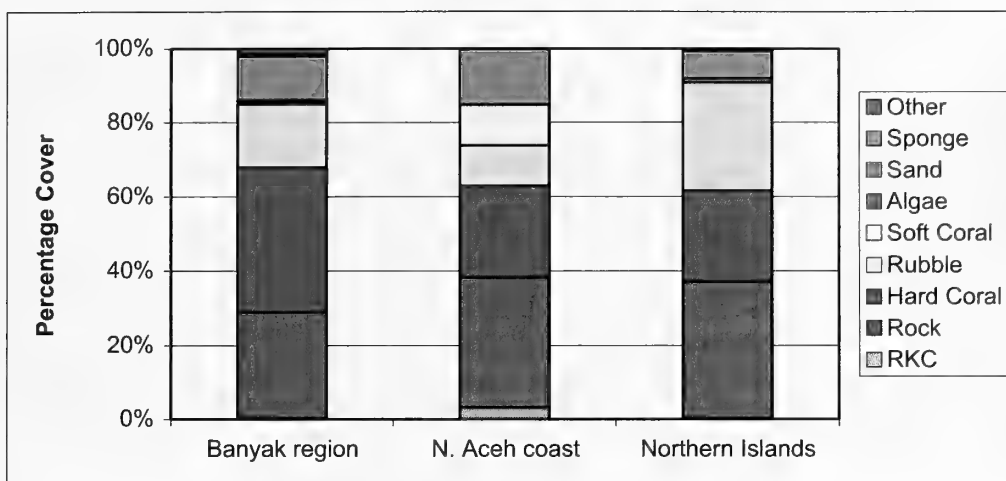 Percentage Cover
100%
80%
60%
40%
20%
0%
Banyak region
N. Aceh coast
Northern Islands
Other
Sponge
Sand
Algae
Soft Coral
Rubble
Hard Coral
Rock
RKC